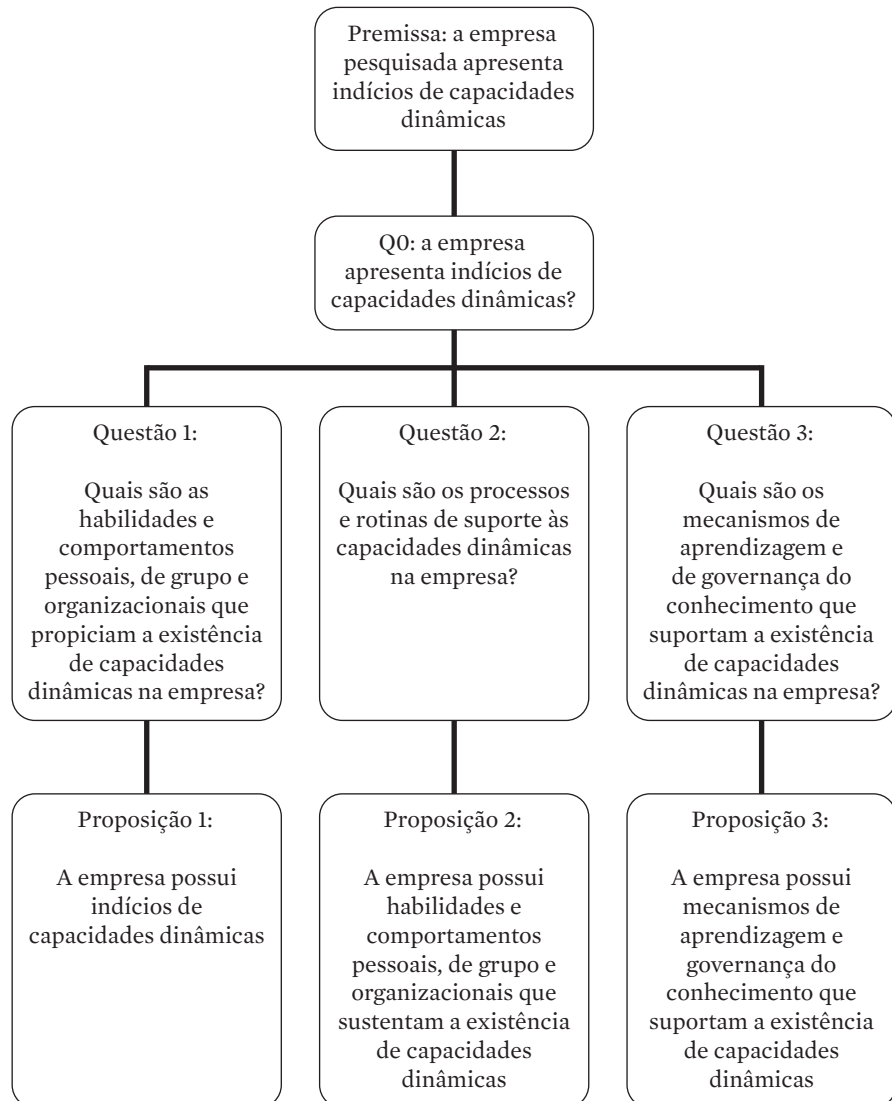 Premissa: a empresa
pesquisada apresenta
indícios de capacidades
dinâmicas
Q0: a empresa
apresenta indícios de
capacidades dinâmicas?
Questão 1:
Quais são as
habilidades e
comportamentos
pessoais, de grupo e
organizacionais que
propiciam a existência
de capacidades
dinâmicas na empresa?
Questão 2:
Quais são os processos
e rotinas de suporte às
capacidades dinâmicas
na empresa?
Questão 3:
Quais são os
mecanismos de
aprendizagem e
de governança do
conhecimento que
suportam a existência
de capacidades
dinâmicas na empresa?
Proposição 1:
A empresa possui
indícios de
capacidades dinâmicas
Proposição 2:
A empresa possui
habilidades e
comportamentos
pessoais, de grupo e
organizacionais que
sustentam a existência
de capacidades
dinâmicas
Proposição 3:
A empresa possui
mecanismos de
aprendizagem e
governança do
conhecimento que
suportam a existência
de capacidades
dinâmicas